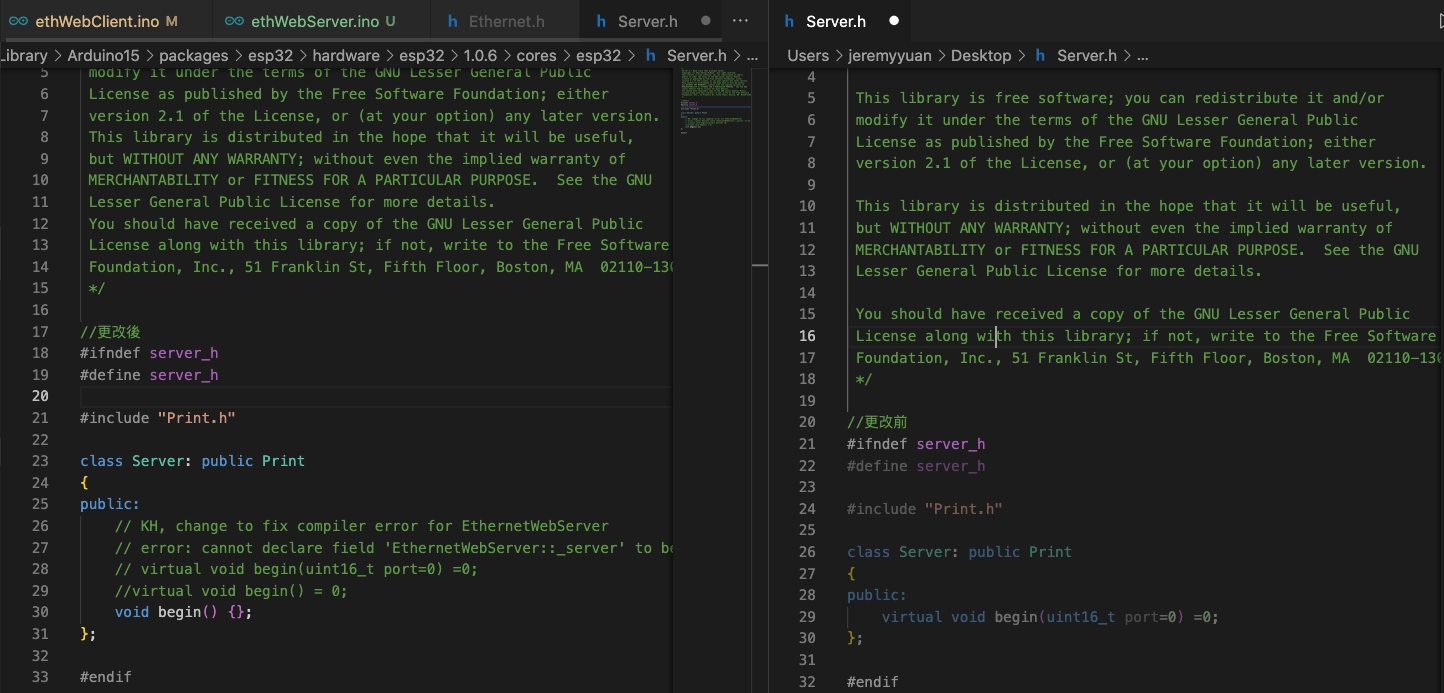 ethWebClient.ino M
ethWebServer.ino U
h Ethernet.h
h Server.h
...
Library > Arduino15 > packages > esp32 > hardware > esp32 > 1.0.6 > cores > esp32 > h Server.h > ...
5 modify it under the terms of the GNU Lesser General Public
6 License as published by the Free Software Foundation; either
7 version 2.1 of the License, or (at your option) any later version.
8 This library is distributed in the hope that it will be useful,
9 but WITHOUT ANY WARRANTY; without even the implied warranty of
10 MERCHANTABILITY or FITNESS FOR A PARTICULAR PURPOSE.  See the GNU
11 Lesser General Public License for more details.
12 You should have received a copy of the GNU Lesser General Public
13 License along with this library; if not, write to the Free Software
14 Foundation, Inc., 51 Franklin St, Fifth Floor, Boston, MA  02110-130
15 */
16
17 //更改後
18 #ifndef server_h
19 #define server_h
20
21 #include "Print.h"
22
23 class Server: public Print
24 {
25 public:
26 // KH, change to fix compiler error for EthernetWebServer
27 // error: cannot declare field 'EthernetWebServer::_server' to be
28 // virtual void begin(uint16_t port=0) =0;
29 //virtual void begin() = 0;
30 void begin() {};
31 };
32
33 #endif
h Server.h
Users > jeremyyuan > Desktop > h Server.h > ...
4
5 This library is free software; you can redistribute it and/or
6 modify it under the terms of the GNU Lesser General Public
7 License as published by the Free Software Foundation; either
8 version 2.1 of the License, or (at your option) any later version.
9
10 This library is distributed in the hope that it will be useful,
11 but WITHOUT ANY WARRANTY; without even the implied warranty of
12 MERCHANTABILITY or FITNESS FOR A PARTICULAR PURPOSE.  See the GNU
13 Lesser General Public License for more details.
14
15 You should have received a copy of the GNU Lesser General Public
16 License along with this library; if not, write to the Free Software
17 Foundation, Inc., 51 Franklin St, Fifth Floor, Boston, MA  02110-130
18 */
19
20 //更改前
21 #ifndef server_h
22 #define server_h
23
24 #include "Print.h"
25
26 class Server: public Print
27 {
28 public:
29 virtual void begin(uint16_t port=0) =0;
30 };
31
32 #endif